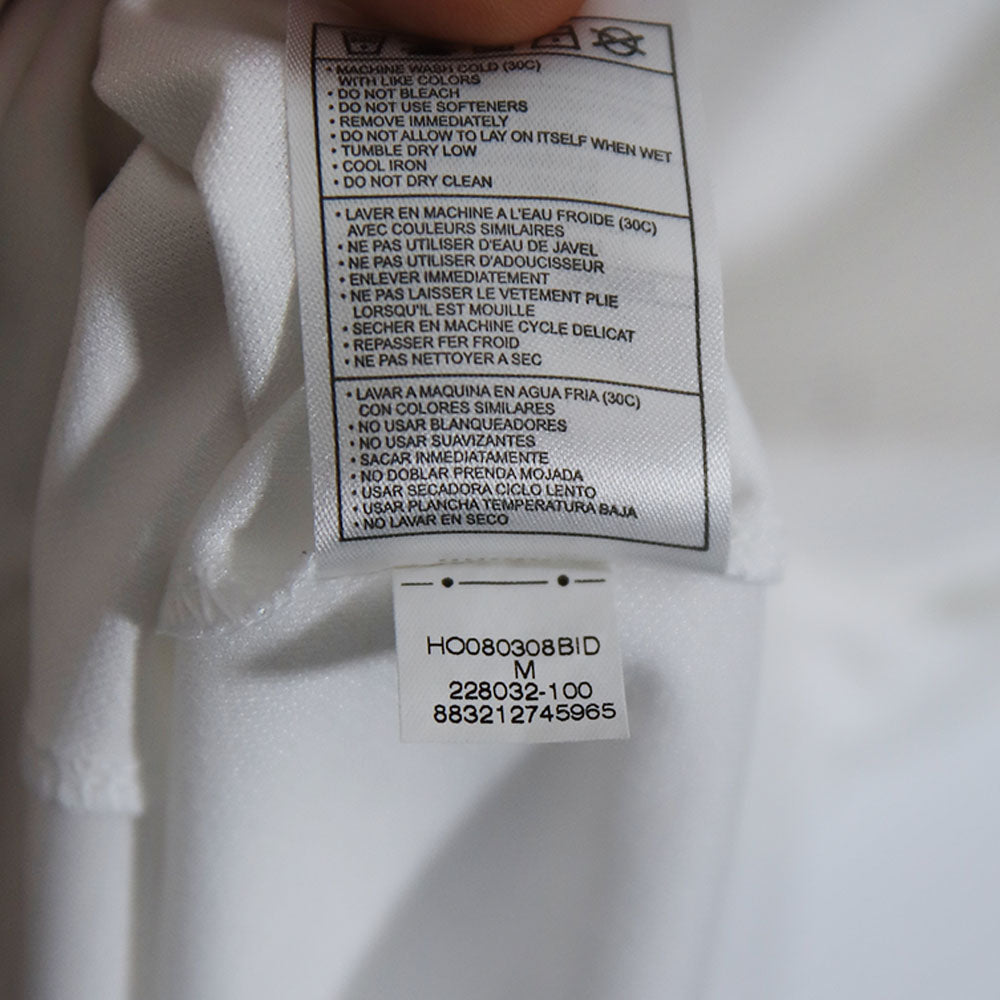 • MACHINE WASH COLD (30C)
WITH LIKE COLORS
• DO NOT BLEACH
• DO NOT USE SOFTENERS
• REMOVE IMMEDIATELY
• DO NOT ALLOW TO LAY ON ITSELF WHEN WET
• TUMBLE DRY LOW
• COOL IRON
• DO NOT DRY CLEAN
• LAVER EN MACHINE A L'EAU FROIDE (30C)
AVEC COULEURS SIMILAIRES
• NE PAS UTILISER D'EAU DE JAVEL
• NE PAS UTILISER D'ADOUCISSEUR
• ENLEVER IMMEDIATEMENT
• NE PAS LAISSER LE VETEMENT PLIE
LORSQU'IL EST MOUILLE
• SECHER EN MACHINE CYCLE DELICAT
• REPASSER FER FROID
• NE PAS NETTOYER A SEC
• LAVAR A MAQUINA EN AGUA FRIA (30C)
CON COLORES SIMILARES
• NO USAR BLANQUEADORES
• NO USAR SUAVIZANTES
• SACAR INMEDIATAMENTE
• NO DOBLAR PRENDA MOJADA
• USAR SECADORA CICLO LENTO
• USAR PLANCHA TEMPERATURA BAJA
• NO LAVAR EN SECO
HO080308BID
M
228032-100
883212745965